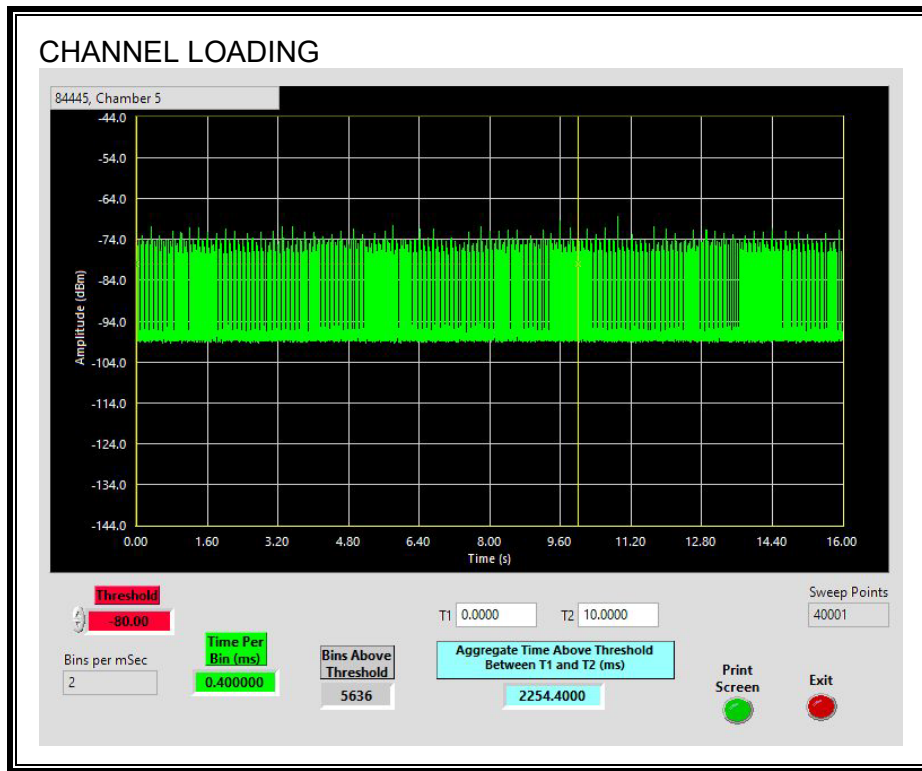 CHANNEL LOADING
84445, Chamber 5
-44.0
-54.0
-64.0
-74.0
-84.0
-94.0
-104.0
-114.0
-124.0
-134.0
-144.0
Amplitude (dBm)
0.00 1.60 3.20 4.80 6.40 8.00 9.60 11.20 12.80 14.40 16.00
Time (s)
Threshold
-80.00
T1 0.0000 T2 10.0000
Sweep Points
40001
Bins per mSec
2
Time Per
Bin (ms)
0.400000
Bins Above
Threshold
5636
Aggregate Time Above Threshold
Between T1 and T2 (ms)
2254.4000
Print
Screen
Exit